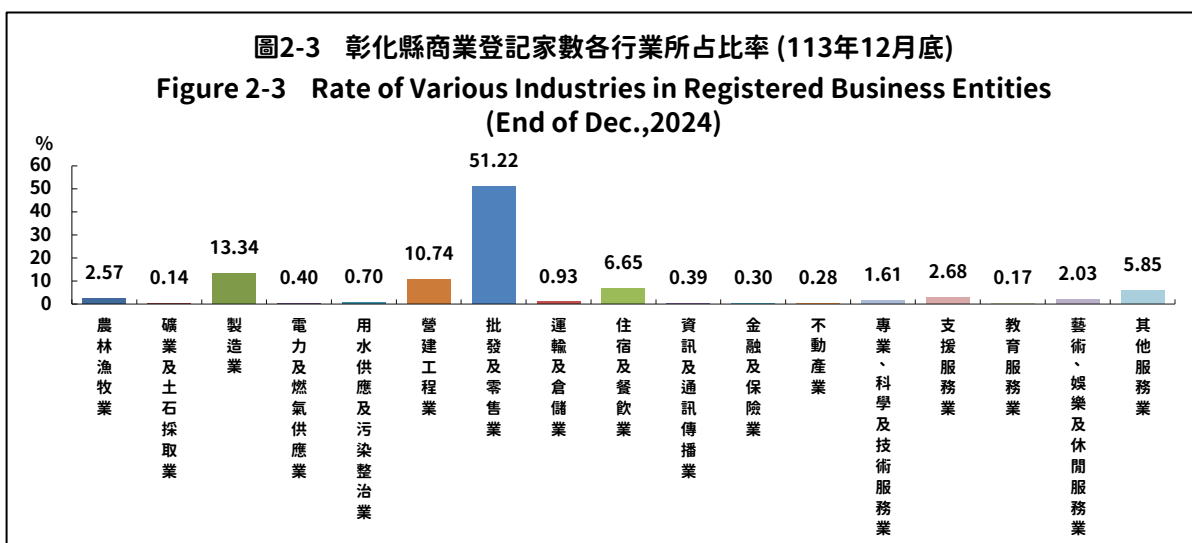 圖2-3 彰化縣商業登記家數各行業所占比率 (113年12月底)
Figure 2-3 Rate of Various Industries in Registered Business Entities
(End of Dec.,2024)
%
60
50
40
30
20
10
0
2.57
0.14
13.34
0.40
0.70
10.74
51.22
0.93
6.65
0.39
0.30
0.28
1.61
2.68
0.17
2.03
5.85
農林漁牧業
礦業及土石採取業
製造業
電力及燃氣供應業
用水供應及污染整治業
營建工程業
批發及零售業
運輸及倉儲業
住宿及餐飲業
資訊及通訊傳播業
金融及保險業
不動產業
專業、科學及技術服務業
支援服務業
教育服務業
藝術、娛樂及休閒服務業
其他服務業